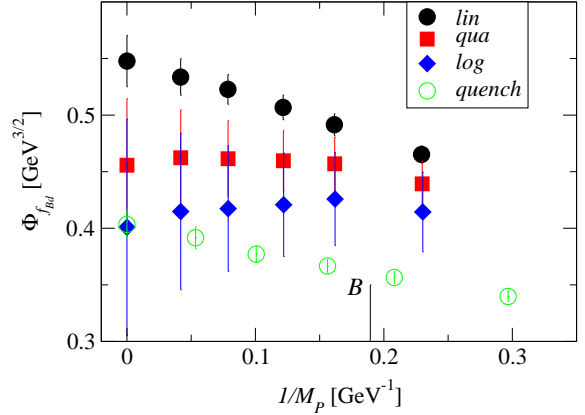 lin
qua
log
quench
0.5
0.4
0.3
Φ_{f_{Bd}} [GeV^{3/2}]
B
0
0.1
0.2
0.3
1/M_P [GeV^{-1}]